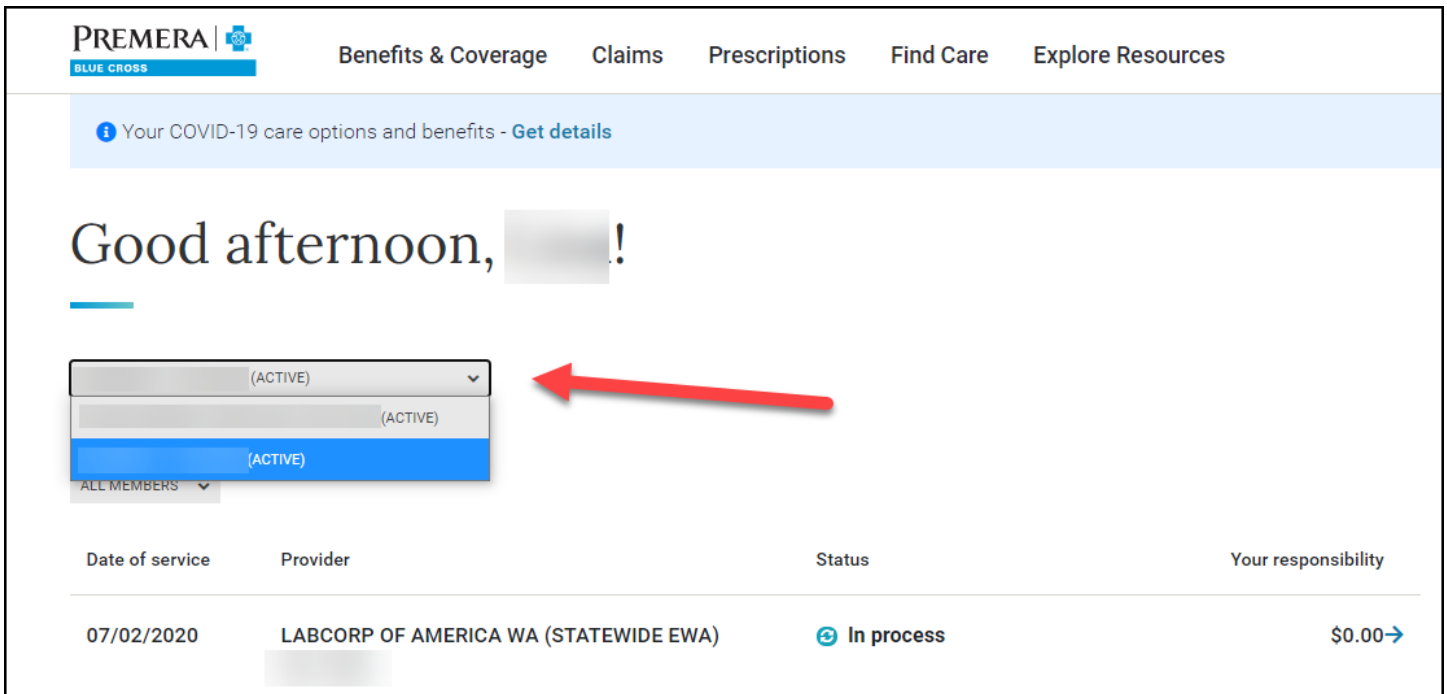 PREMERA
BLUE CROSS
Benefits & Coverage Claims Prescriptions Find Care Explore Resources
Your COVID-19 care options and benefits - Get details
Good afternoon, !
(ACTIVE)
(ACTIVE)
(ACTIVE)
ALL MEMBERS
Date of service Provider Status Your responsibility
07/02/2020 LABCORP OF AMERICA WA (STATEWIDE EWA) In process $0.00